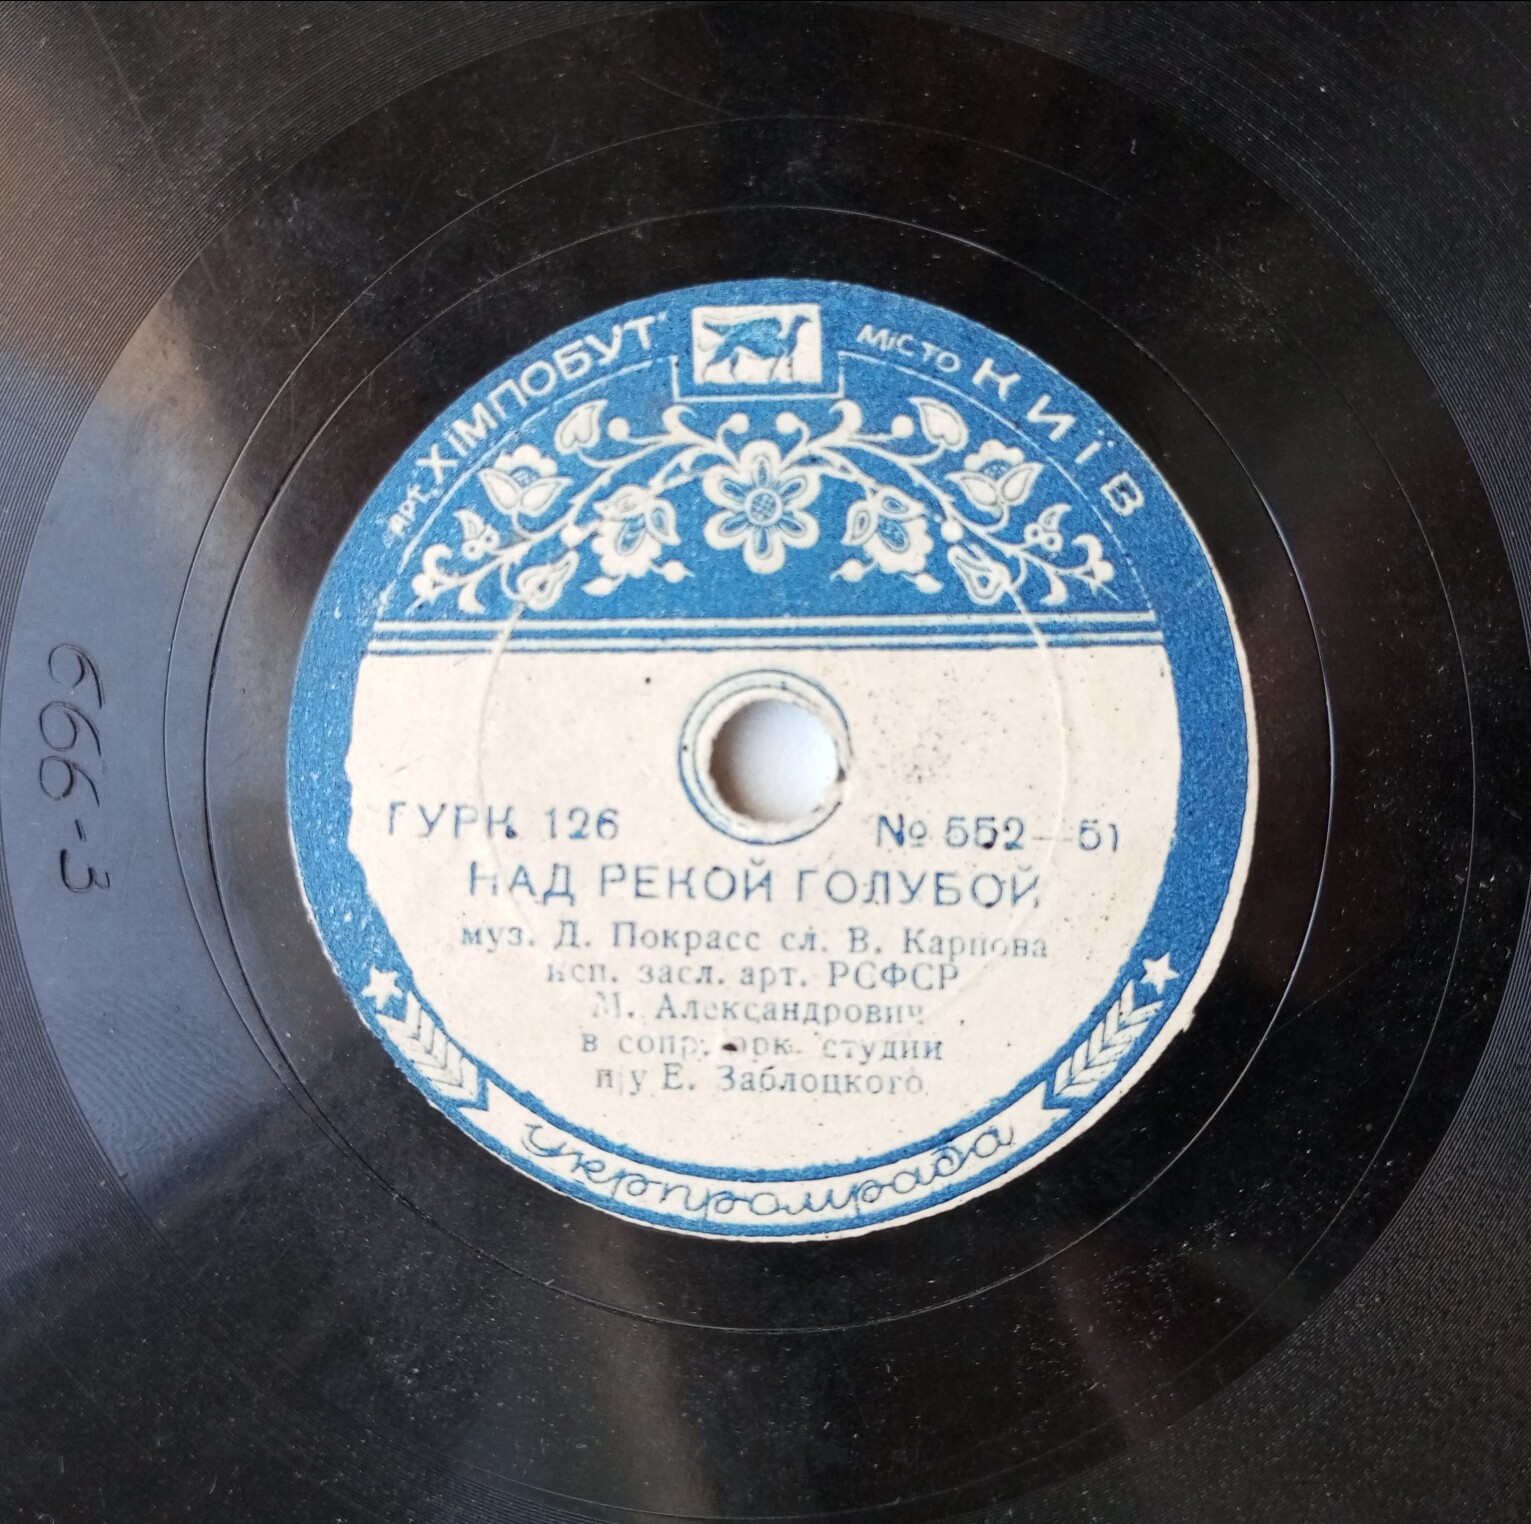 Арт. „ХІМПОБУТ“ МІСТО КИЇВ
ГУРК 126 № 552—51
НАД РЕКОЙ ГОЛУБОЙ
муз. Д. Покрасс сл. В. Карпова
исп. засл. арт. РСФСР
М. Александрович
в сопр. орк. студии
п/у Е. Заблоцкого
укрпромрада
666-3